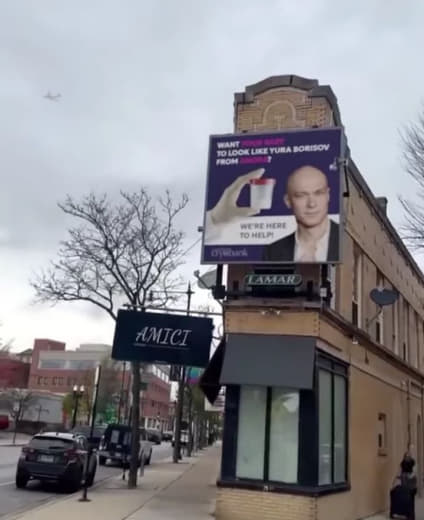 WANT YOUR BABY
TO LOOK LIKE YURA BORISOV
FROM ANORA?
WE'RE HERE
TO HELP!
CRYOBANK
LAMAR
AMICI